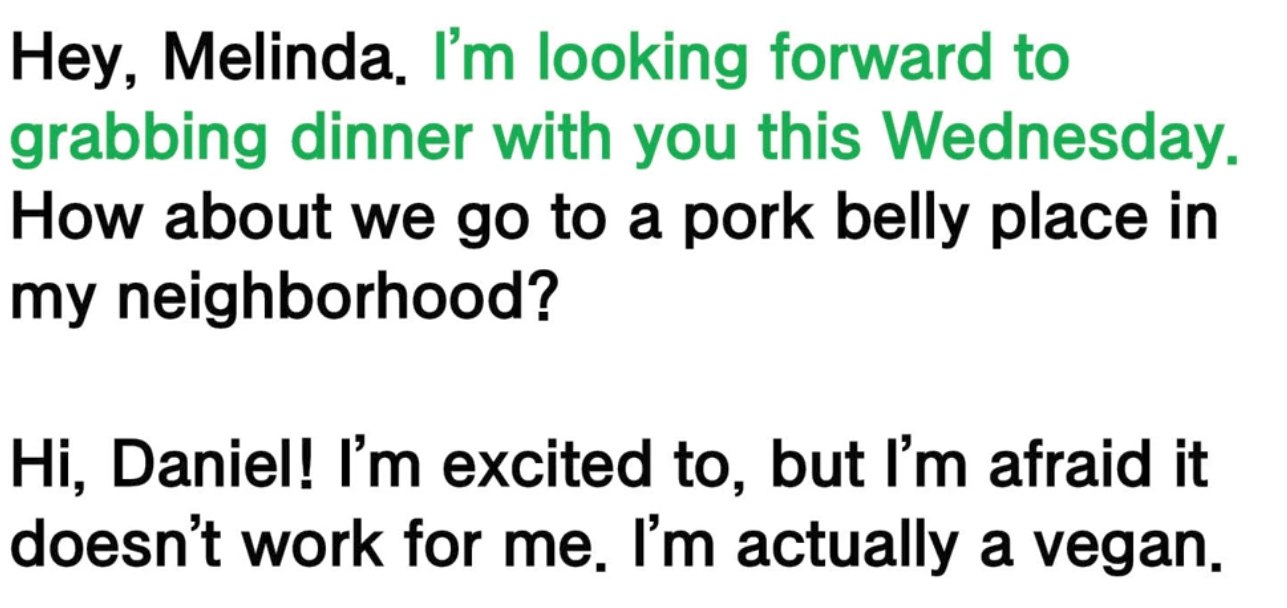 Hey, Melinda. I’m looking forward to
grabbing dinner with you this Wednesday.
How about we go to a pork belly place in
my neighborhood?
Hi, Daniel! I’m excited to, but I’m afraid it
doesn’t work for me. I’m actually a vegan.